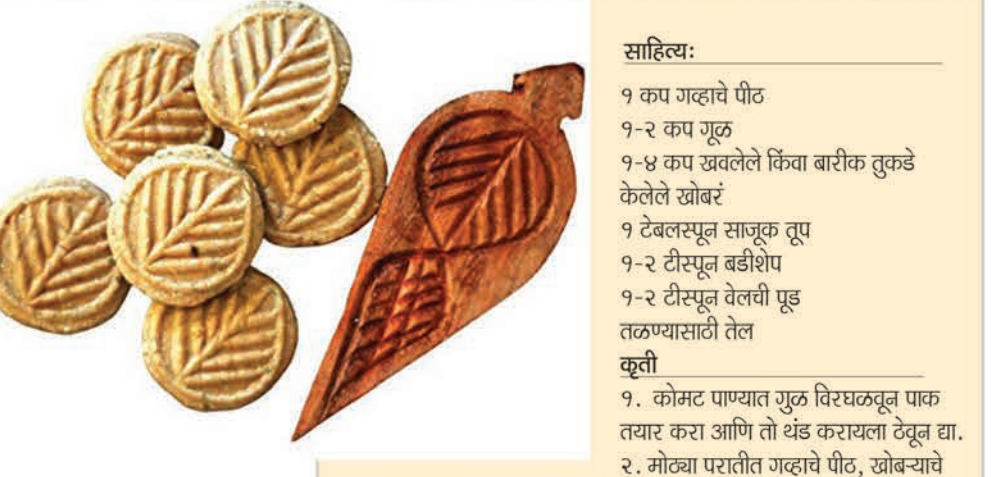 साहित्यः
१ कप गव्हाचे पीठ
१-२ कप गूळ
१-४ कप खवलेले किंवा बारीक तुकडे
केलेले खोबरं
१ टेबलस्पून साजूक तूप
१-२ टीस्पून बडीशेप
१-२ टीस्पून वेलची पूड
तळण्यासाठी तेल
कृती
१. कोमट पाण्यात गुळ विरघळवून पाक
तयार करा आणि तो थंड करायला ठेवून द्या.
२. मोठ्या परातीत गव्हाचे पीठ, खोबऱ्याचे